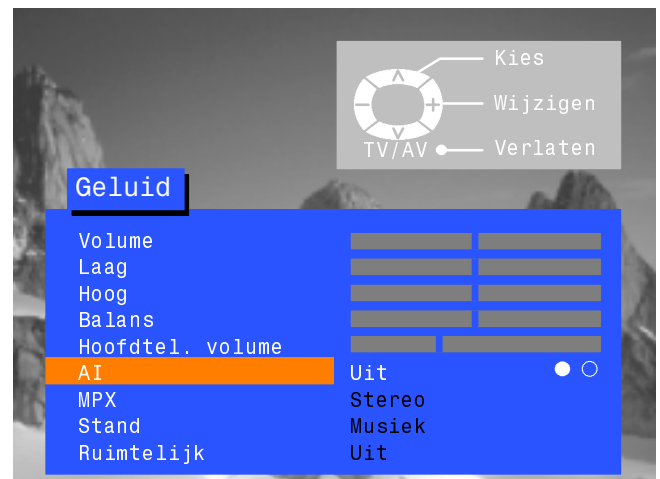 Kies
Wijzigen
TV/AV Verlaten
Geluid
Volume
Laag
Hoog
Balans
Hoofdtel. volume
AI Uit
MPX Stereo
Stand Musiek
Ruimtelijk Uit